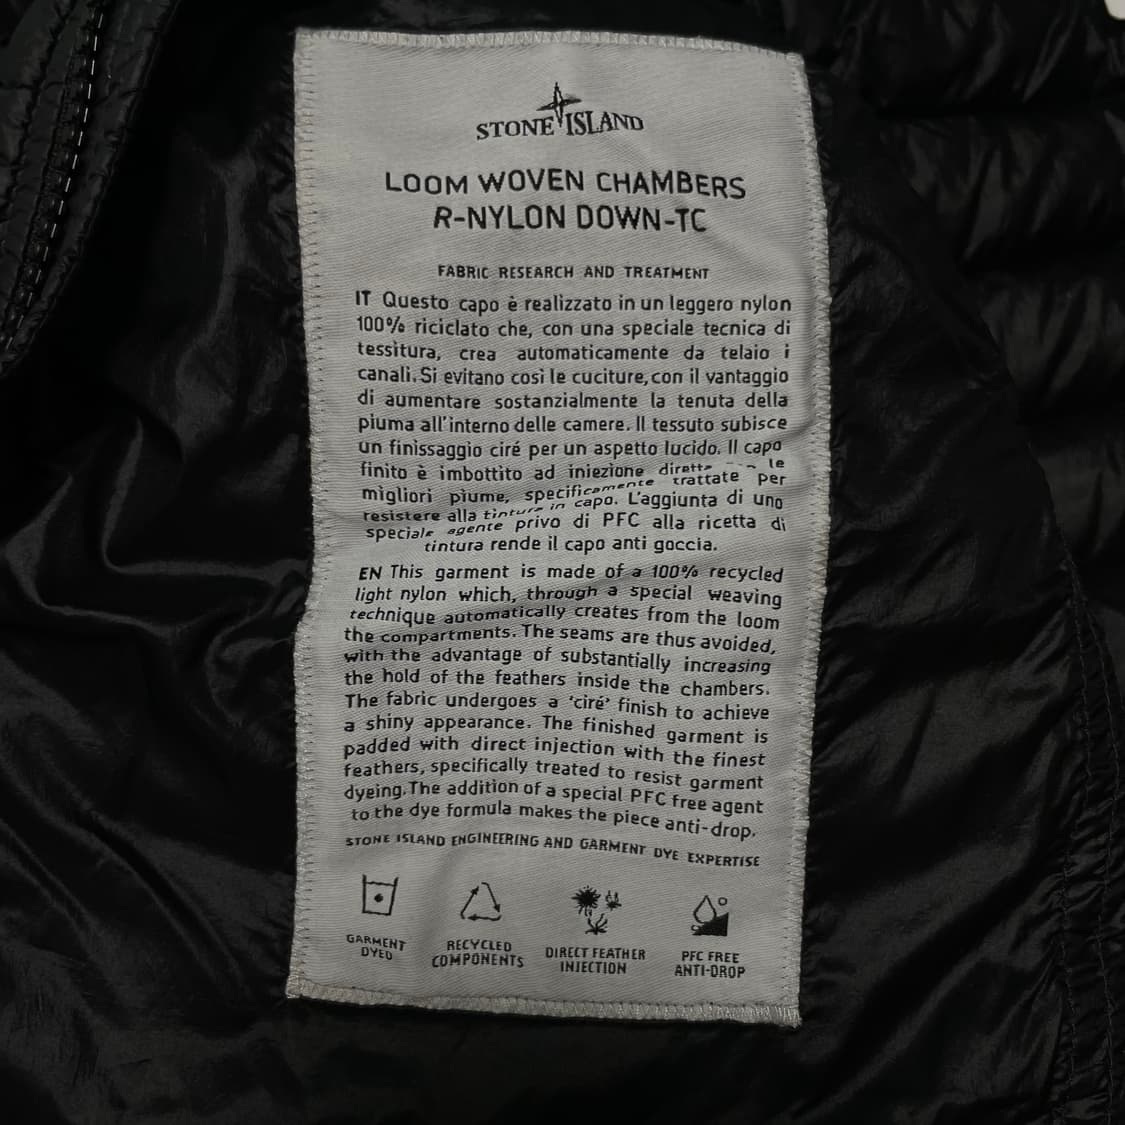 STONE ISLAND
LOOM WOVEN CHAMBERS
R-NYLON DOWN-TC
FABRIC RESEARCH AND TREATMENT
IT Questo capo è realizzato in un leggero nylon
100% riciclato che, con una speciale tecnica di
tessitura, crea automaticamente da telaio i
canali. Si evitano così le cuciture, con il vantaggio
di aumentare sostanzialmente la tenuta della
piuma all'interno delle camere. Il tessuto subisce
un finissaggio ciré per un aspetto lucido. Il capo
finito è imbottito ad iniezione le
migliori piume, specificamente trattate per
resistere alla tintura in capo. L'aggiunta di uno
speciale agente privo di PFC alla ricetta di
tintura rende il capo anti goccia.
EN This garment is made of a 100% recycled
light nylon which, through a special weaving
technique automatically creates from the loom
the compartments. The seams are thus avoided,
with the advantage of substantially increasing
the hold of the feathers inside the chambers.
The fabric undergoes a 'ciré' finish to achieve
a shiny appearance. The finished garment is
padded with direct injection with the finest
feathers, specifically treated to resist garment
dyeing. The addition of a special PFC free agent
to the dye formula makes the piece anti-drop.
STONE ISLAND ENGINEERING AND GARMENT DYE EXPERTISE
GARMENT
DYED
RECYCLED
COMPONENTS
DIRECT FEATHER
INJECTION
PFC FREE
ANTI-DROP